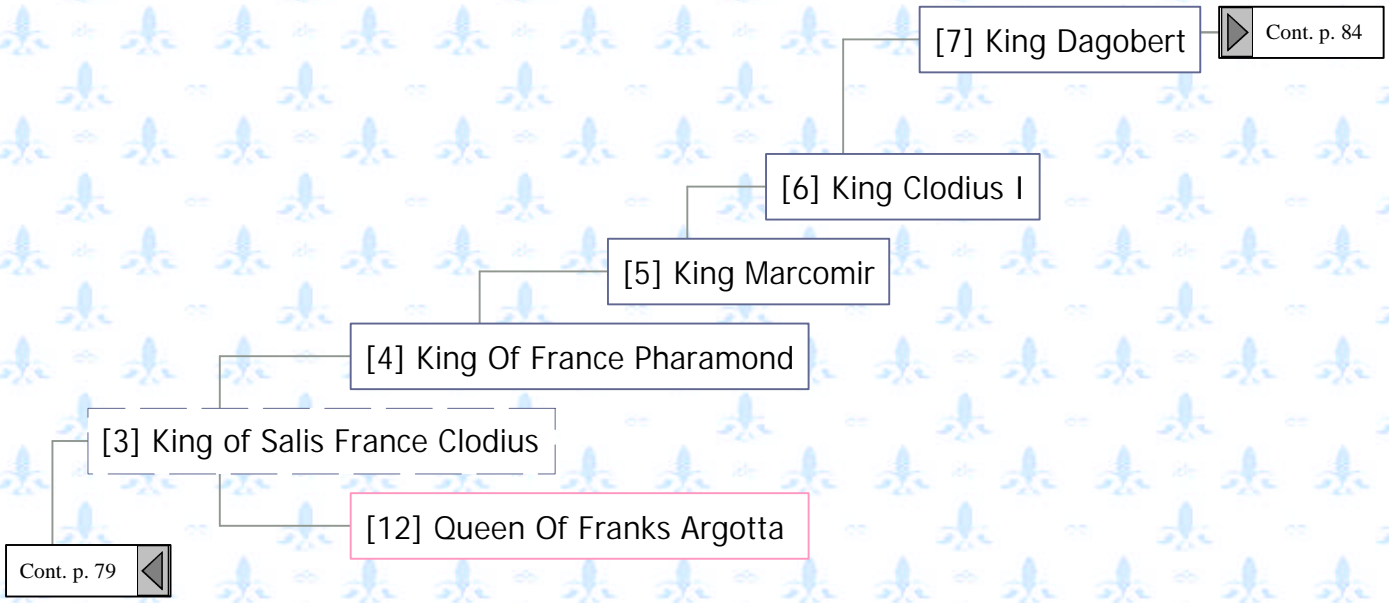 [7] King Dagobert
Cont. p. 84
[6] King Clodius I
[5] King Marcomir
[4] King Of France Pharamond
[3] King of Salis France Clodius
[12] Queen Of Franks Argotta
Cont. p. 79